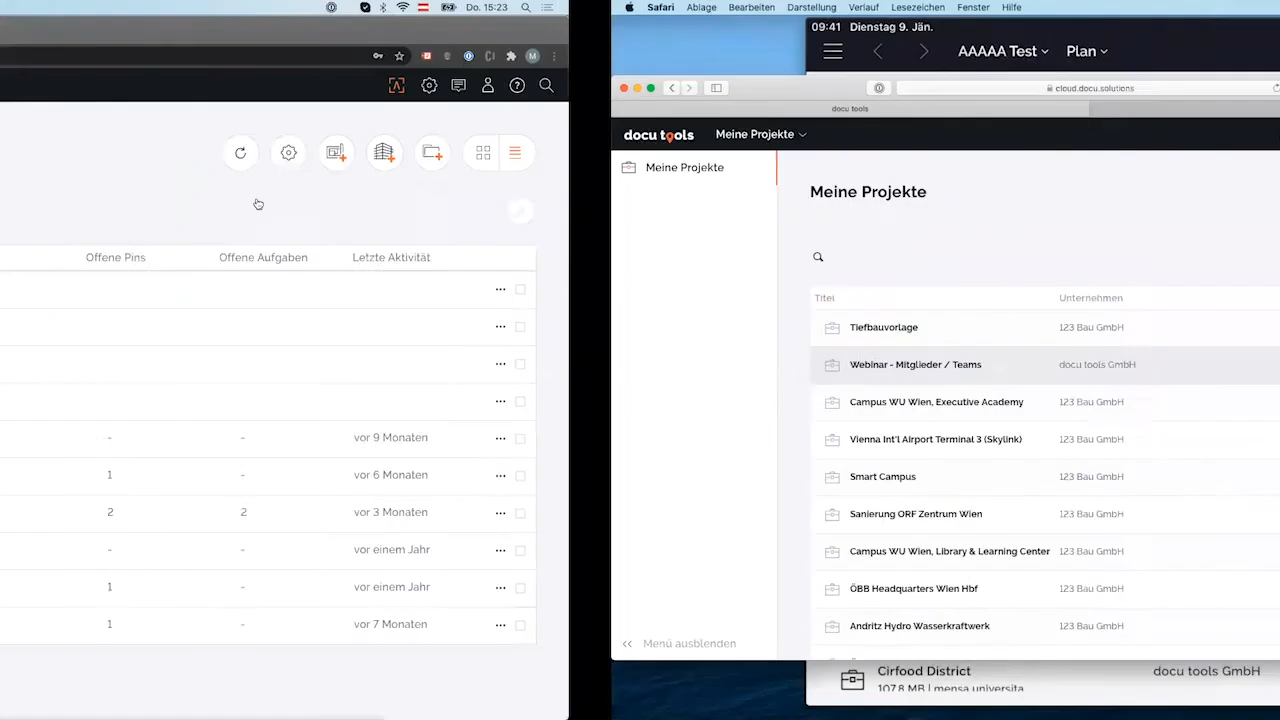 Do. 15:23
M
Offene Pins Offene Aufgaben Letzte Aktivität
- - vor 9 Monaten
1 - vor 6 Monaten
2 2 vor 3 Monaten
- - vor einem Jahr
1 - vor einem Jahr
1 - vor 7 Monaten
Safari Ablage Bearbeiten Darstellung Verlauf Lesezeichen Fenster Hilfe
09:41 Dienstag 9. Jän.
AAAAA Test Plan
cloud.docu.solutions
docu tools
docu tools Meine Projekte
Meine Projekte
Meine Projekte
Titel Unternehmen
Tiefbauvorlage 123 Bau GmbH
Webinar - Mitglieder / Teams docu tools GmbH
Campus WU Wien, Executive Academy 123 Bau GmbH
Vienna Int'l Airport Terminal 3 (Skylink) 123 Bau GmbH
Smart Campus 123 Bau GmbH
Sanierung ORF Zentrum Wien 123 Bau GmbH
Campus WU Wien, Library & Learning Center 123 Bau GmbH
ÖBB Headquarters Wien Hbf 123 Bau GmbH
Andritz Hydro Wasserkraftwerk 123 Bau GmbH
Menü ausblenden
Cirfood District docu tools GmbH
107.8 MB | mensa universita